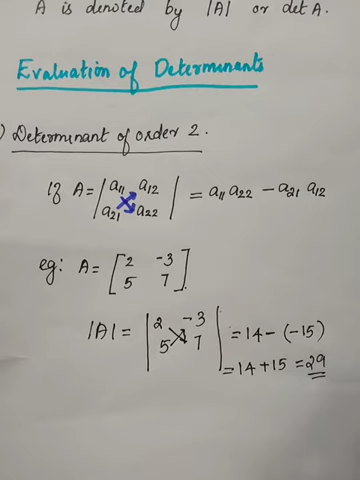 A is denoted by |A| or det A.
Evaluation of Determinants
) Determinant of order 2.
If A = | a11 a12 | = a11 a22 - a21 a12
| a21 a22 |
eg: A = [ 2 -3 ]
[ 5 7 ]
|A| = | 2 -3 | = 14 - (-15)
| 5 7 | = 14 + 15 = 29